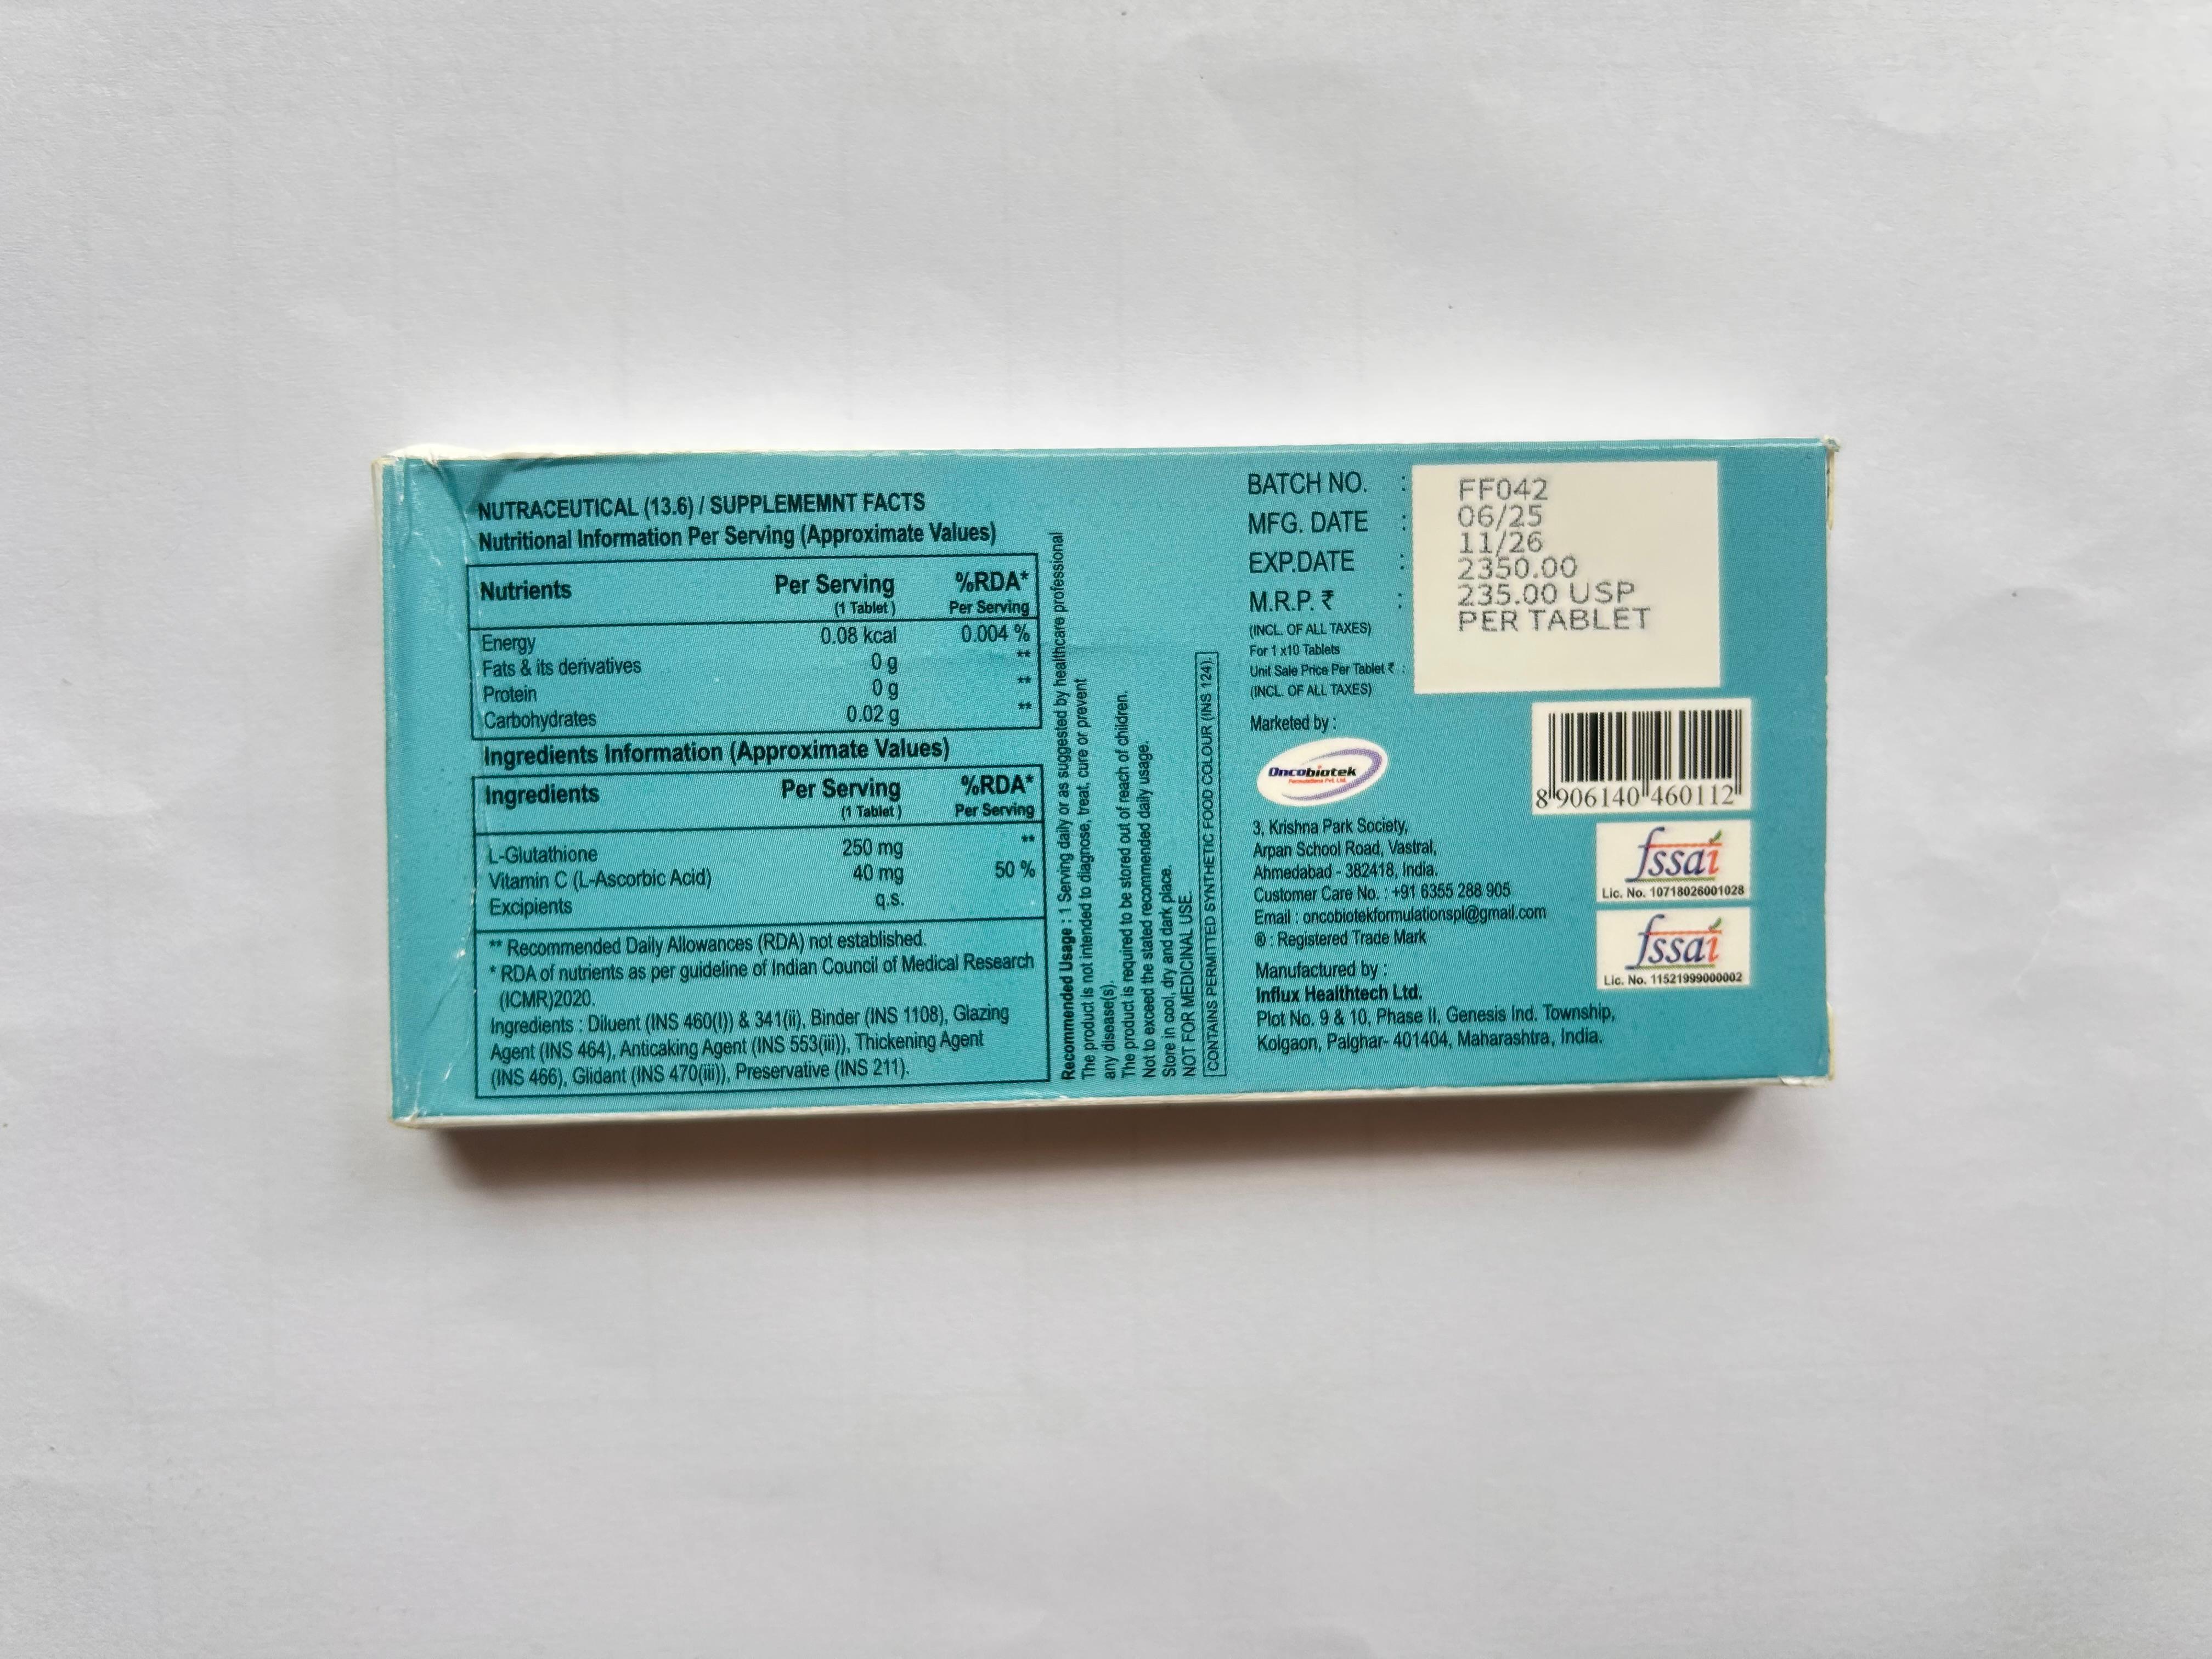 NUTRACEUTICAL (13.6) / SUPPLEMEMNT FACTS
Nutritional Information Per Serving (Approximate Values)
Nutrients Per Serving (1 Tablet ) %RDA* Per Serving
Energy 0.08 kcal 0.004 %
Fats & its derivatives 0 g **
Protein 0 g **
Carbohydrates 0.02 g **
Ingredients Information (Approximate Values)
Ingredients Per Serving (1 Tablet ) %RDA* Per Serving
L-Glutathione 250 mg **
Vitamin C (L-Ascorbic Acid) 40 mg 50 %
Excipients q.s.
** Recommended Daily Allowances (RDA) not established.
* RDA of nutrients as per guideline of Indian Council of Medical Research
(ICMR)2020.
Ingredients : Diluent (INS 460(I)) & 341(ii), Binder (INS 1108), Glazing
Agent (INS 464), Anticaking Agent (INS 553(iii)), Thickening Agent
(INS 466), Glidant (INS 470(iii)), Preservative (INS 211).
Recommended Usage : 1 Serving daily or as suggested by healthcare professional
The product is not intended to diagnose, treat, cure or prevent
any disease(s).
The product is required to be stored out of reach of children.
Not to exceed the stated recommended daily usage.
Store in cool, dry and dark place.
NOT FOR MEDICINAL USE.
CONTAINS PERMITTED SYNTHETIC FOOD COLOUR (INS 124).
BATCH NO. :
MFG. DATE :
EXP.DATE :
M.R.P. ₹ :
(INCL. OF ALL TAXES)
For 1 x10 Tablets
Unit Sale Price Per Tablet ₹ :
(INCL. OF ALL TAXES)
FF042
06/25
11/26
2350.00
235.00 USP
PER TABLET
Marketed by :
Oncobiotek
Formulations Pvt. Ltd.
3, Krishna Park Society,
Arpan School Road, Vastral,
Ahmedabad - 382418, India.
Customer Care No. : +91 6355 288 905
Email : oncobiotekformulationspl@gmail.com
® : Registered Trade Mark
Manufactured by :
Influx Healthtech Ltd.
Plot No. 9 & 10, Phase II, Genesis Ind. Township,
Kolgaon, Palghar- 401404, Maharashtra, India.
8 906140 460112
fssai
Lic. No. 10718026001028
fssai
Lic. No. 11521999000002